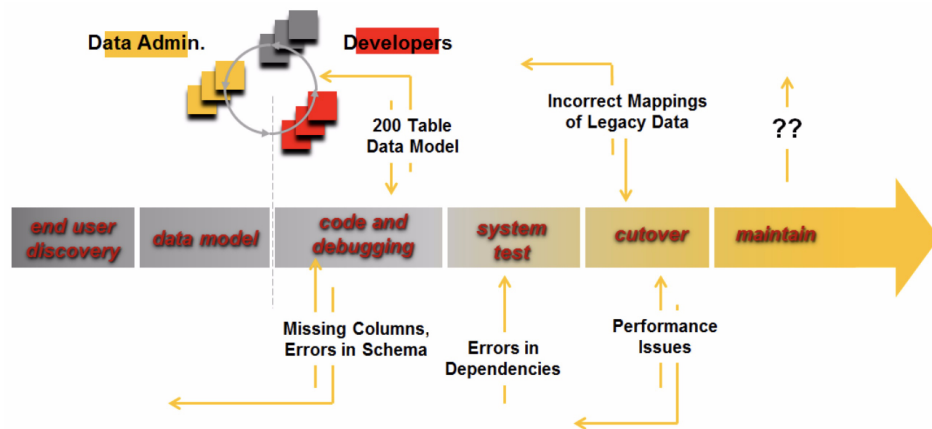 Data Admin.
Developers
200 Table
Data Model
Incorrect Mappings
of Legacy Data
??
end user
discovery
data model
code and
debugging
system
test
cutover
maintain
Missing Columns,
Errors in Schema
Errors in
Dependencies
Performance
Issues